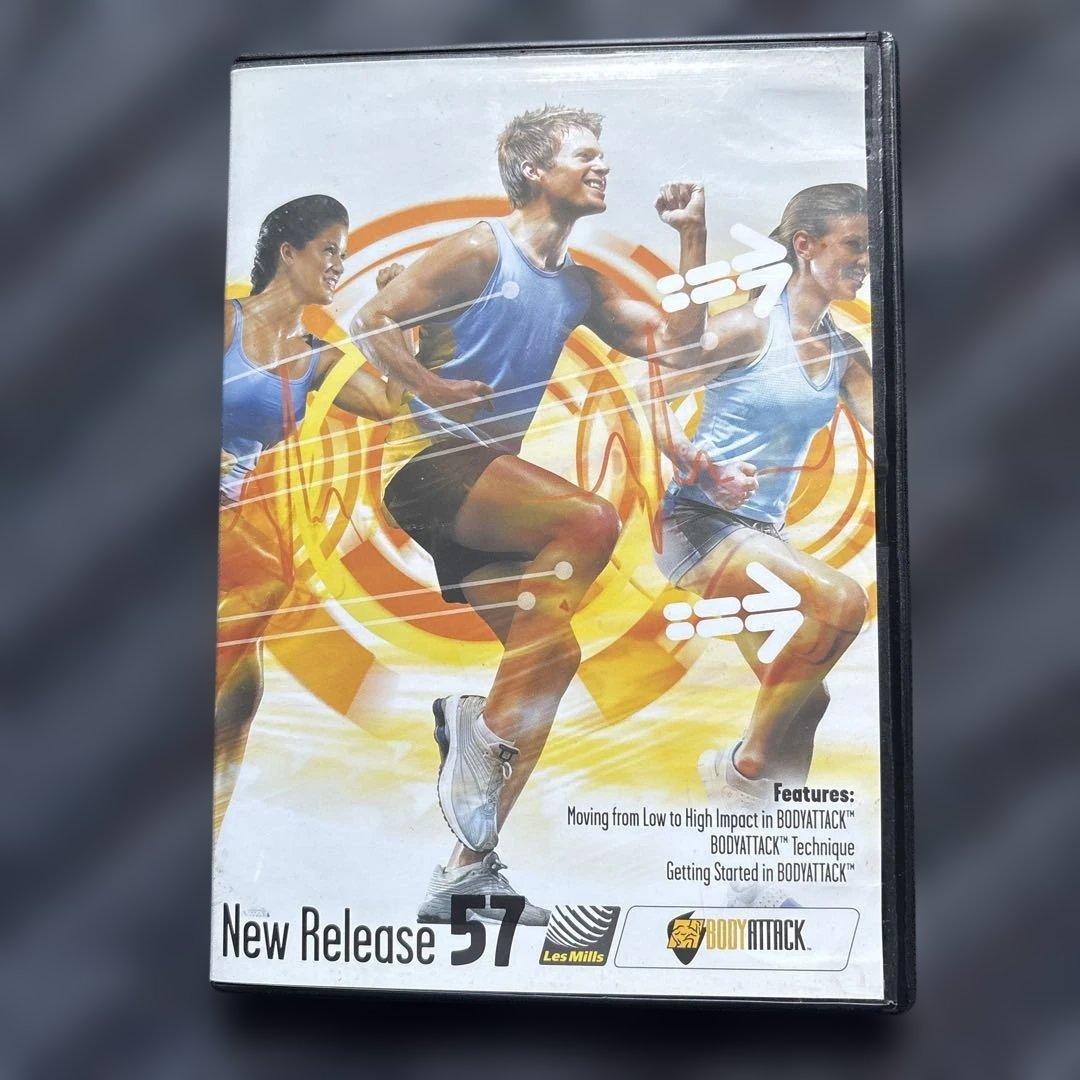 Features:
Moving from Low to High Impact in BODYATTACK™
BODYATTACK™ Technique
Getting Started in BODYATTACK™
New Release 57
Les Mills
BODYATTACK™